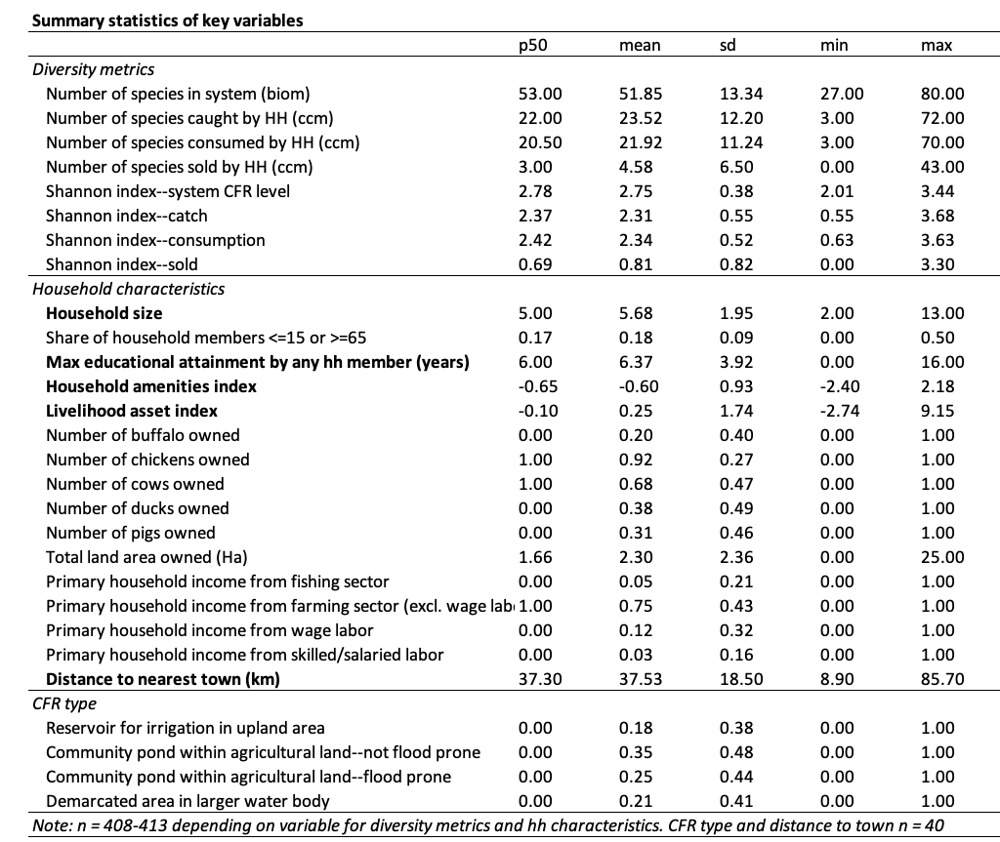 Summary statistics of key variables
p50 mean sd min max
Diversity metrics
Number of species in system (biom) 53.00 51.85 13.34 27.00 80.00
Number of species caught by HH (ccm) 22.00 23.52 12.20 3.00 72.00
Number of species consumed by HH (ccm) 20.50 21.92 11.24 3.00 70.00
Number of species sold by HH (ccm) 3.00 4.58 6.50 0.00 43.00
Shannon index--system CFR level 2.78 2.75 0.38 2.01 3.44
Shannon index--catch 2.37 2.31 0.55 0.55 3.68
Shannon index--consumption 2.42 2.34 0.52 0.63 3.63
Shannon index--sold 0.69 0.81 0.82 0.00 3.30
Household characteristics
Household size 5.00 5.68 1.95 2.00 13.00
Share of household members <=15 or >=65 0.17 0.18 0.09 0.00 0.50
Max educational attainment by any hh member (years) 6.00 6.37 3.92 0.00 16.00
Household amenities index -0.65 -0.60 0.93 -2.40 2.18
Livelihood asset index -0.10 0.25 1.74 -2.74 9.15
Number of buffalo owned 0.00 0.20 0.40 0.00 1.00
Number of chickens owned 1.00 0.92 0.27 0.00 1.00
Number of cows owned 1.00 0.68 0.47 0.00 1.00
Number of ducks owned 0.00 0.38 0.49 0.00 1.00
Number of pigs owned 0.00 0.31 0.46 0.00 1.00
Total land area owned (Ha) 1.66 2.30 2.36 0.00 25.00
Primary household income from fishing sector 0.00 0.05 0.21 0.00 1.00
Primary household income from farming sector (excl. wage lab 1.00 0.75 0.43 0.00 1.00
Primary household income from wage labor 0.00 0.12 0.32 0.00 1.00
Primary household income from skilled/salaried labor 0.00 0.03 0.16 0.00 1.00
Distance to nearest town (km) 37.30 37.53 18.50 8.90 85.70
CFR type
Reservoir for irrigation in upland area 0.00 0.18 0.38 0.00 1.00
Community pond within agricultural land--not flood prone 0.00 0.35 0.48 0.00 1.00
Community pond within agricultural land--flood prone 0.00 0.25 0.44 0.00 1.00
Demarcated area in larger water body 0.00 0.21 0.41 0.00 1.00
Note: n = 408-413 depending on variable for diversity metrics and hh characteristics. CFR type and distance to town n = 40